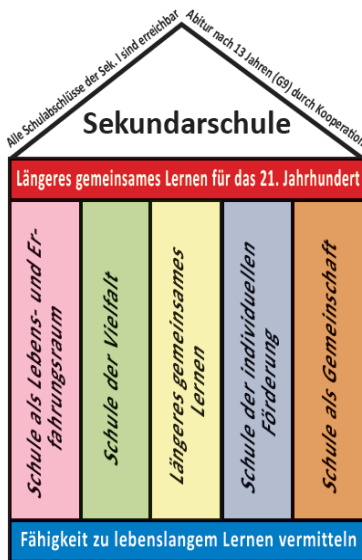 Alle Schulabschlüsse der Sek. I sind erreichbar
Abitur nach 13 Jahren (G9) durch Kooperation
Sekundarschule
Längeres gemeinsames Lernen für das 21. Jahrhundert
Schule als Lebens- und Er-
fahrungsraum
Schule der Vielfalt
Längeres gemeinsames
Lernen
Schule der individuellen
Förderung
Schule als Gemeinschaft
Fähigkeit zu lebenslangem Lernen vermitteln